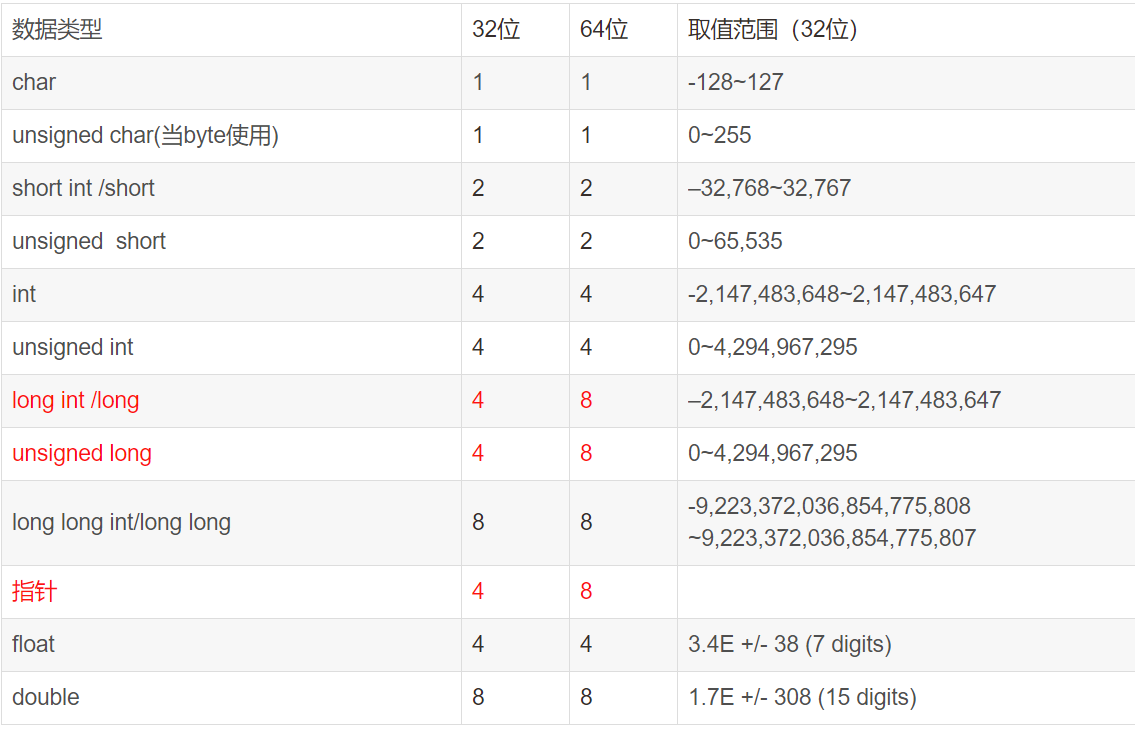 数据类型 32位 64位 取值范围（32位）
char 1 1 -128~127
unsigned char(当byte使用) 1 1 0~255
short int /short 2 2 –32,768~32,767
unsigned  short 2 2 0~65,535
int 4 4 -2,147,483,648~2,147,483,647
unsigned int 4 4 0~4,294,967,295
long int /long 4 8 –2,147,483,648~2,147,483,647
unsigned long 4 8 0~4,294,967,295
long long int/long long 8 8 -9,223,372,036,854,775,808
~9,223,372,036,854,775,807
指针 4 8
float 4 4 3.4E +/- 38 (7 digits)
double 8 8 1.7E +/- 308 (15 digits)